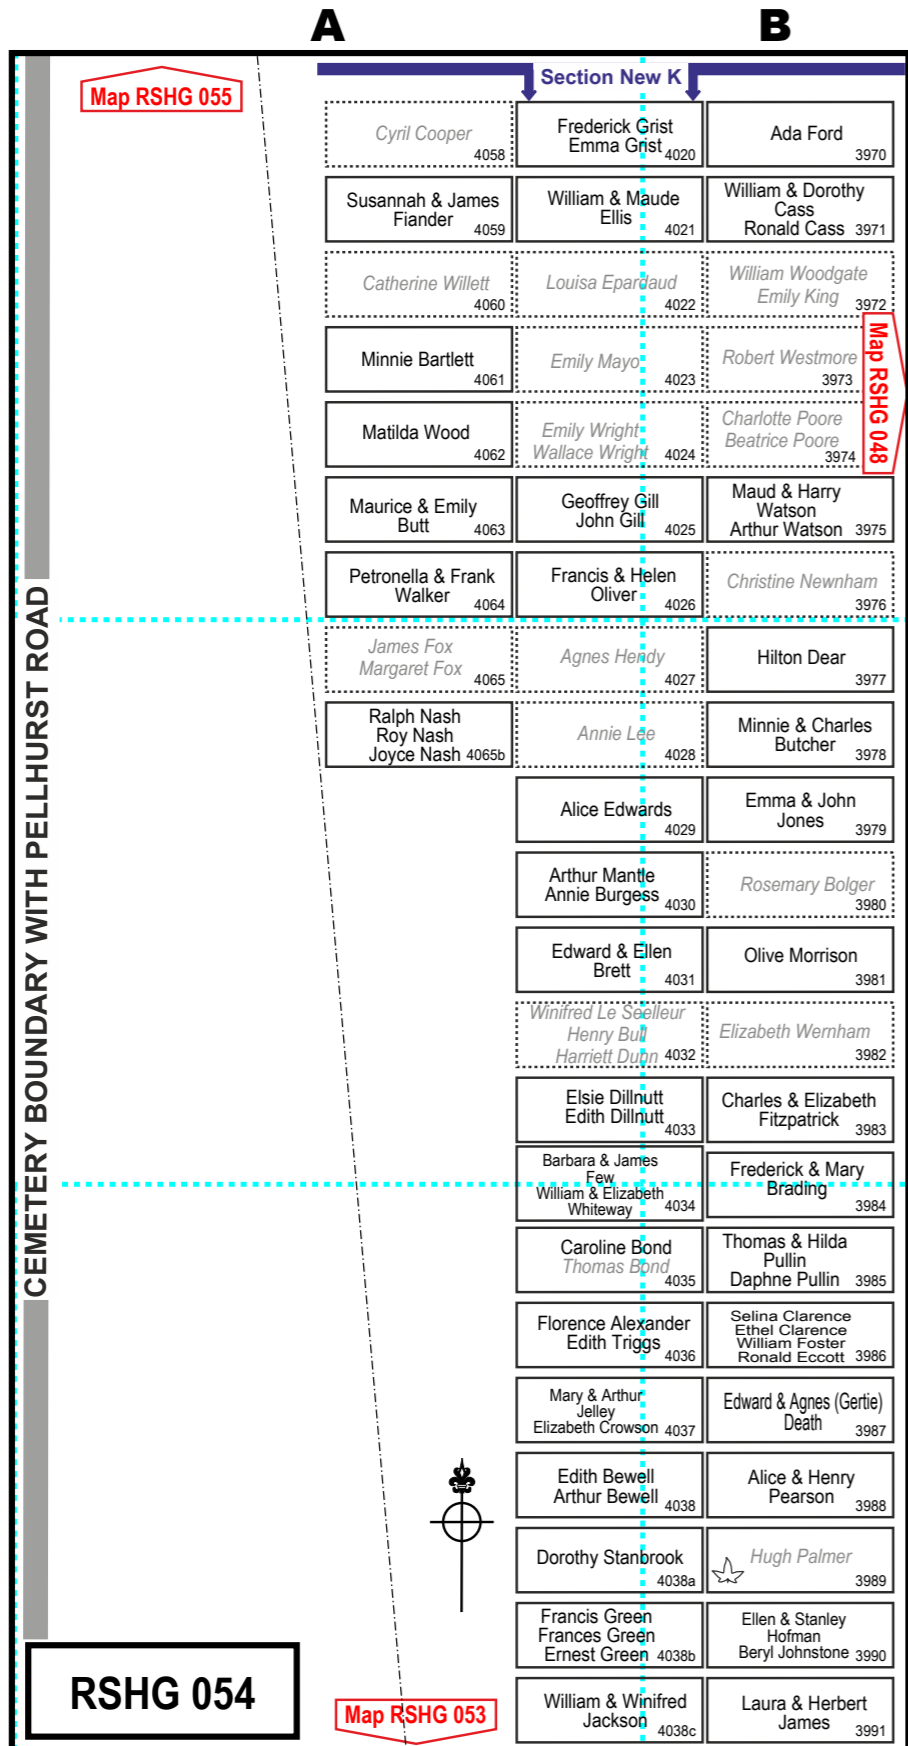 A
B
Map RSHG 055
Section New K
Cyril Cooper
4058
Frederick Grist
Emma Grist 4020
Ada Ford
3970
Susannah & James
Fiander
4059
William & Maude
Ellis
4021
William & Dorothy
Cass
Ronald Cass 3971
Catherine Willett
4060
Louisa Epardaud
4022
William Woodgate
Emily King
3972
Minnie Bartlett
4061
Emily Mayo
4023
Robert Westmore
3973
Map RSHG 048
Matilda Wood
4062
Emily Wright
Wallace Wright 4024
Charlotte Poore
Beatrice Poore
3974
Maurice & Emily
Butt
4063
Geoffrey Gill
John Gill
4025
Maud & Harry
Watson
Arthur Watson 3975
Petronella & Frank
Walker
4064
Francis & Helen
Oliver
4026
Christine Newnham
3976
CEMETERY BOUNDARY WITH PELLHURST ROAD
James Fox
Margaret Fox
4065
Agnes Hendy
4027
Hilton Dear
3977
Ralph Nash
Roy Nash
Joyce Nash 4065b
Annie Lee
4028
Minnie & Charles
Butcher
3978
Alice Edwards
4029
Emma & John
Jones
3979
Arthur Mantle
Annie Burgess
4030
Rosemary Bolger
3980
Edward & Ellen
Brett
4031
Olive Morrison
3981
Winifred Le Seelleur
Henry Bull
Harriett Dunn 4032
Elizabeth Wernham
3982
Elsie Dillnutt
Edith Dillnutt
4033
Charles & Elizabeth
Fitzpatrick
3983
Barbara & James
Few
William & Elizabeth
Whiteway
4034
Frederick & Mary
Brading
3984
Caroline Bond
Thomas Bond
4035
Thomas & Hilda
Pullin
Daphne Pullin 3985
Florence Alexander
Edith Triggs
4036
Selina Clarence
Ethel Clarence
William Foster
Ronald Eccott 3986
Mary & Arthur
Jelley
Elizabeth Crowson 4037
Edward & Agnes (Gertie)
Death
3987
Edith Bewell
Arthur Bewell
4038
Alice & Henry
Pearson
3988
Dorothy Stanbrook
4038a
Hugh Palmer
3989
Francis Green
Frances Green
Ernest Green 4038b
Ellen & Stanley
Hofman
Beryl Johnstone 3990
RSHG 054
Map RSHG 053
William & Winifred
Jackson
4038c
Laura & Herbert
James
3991